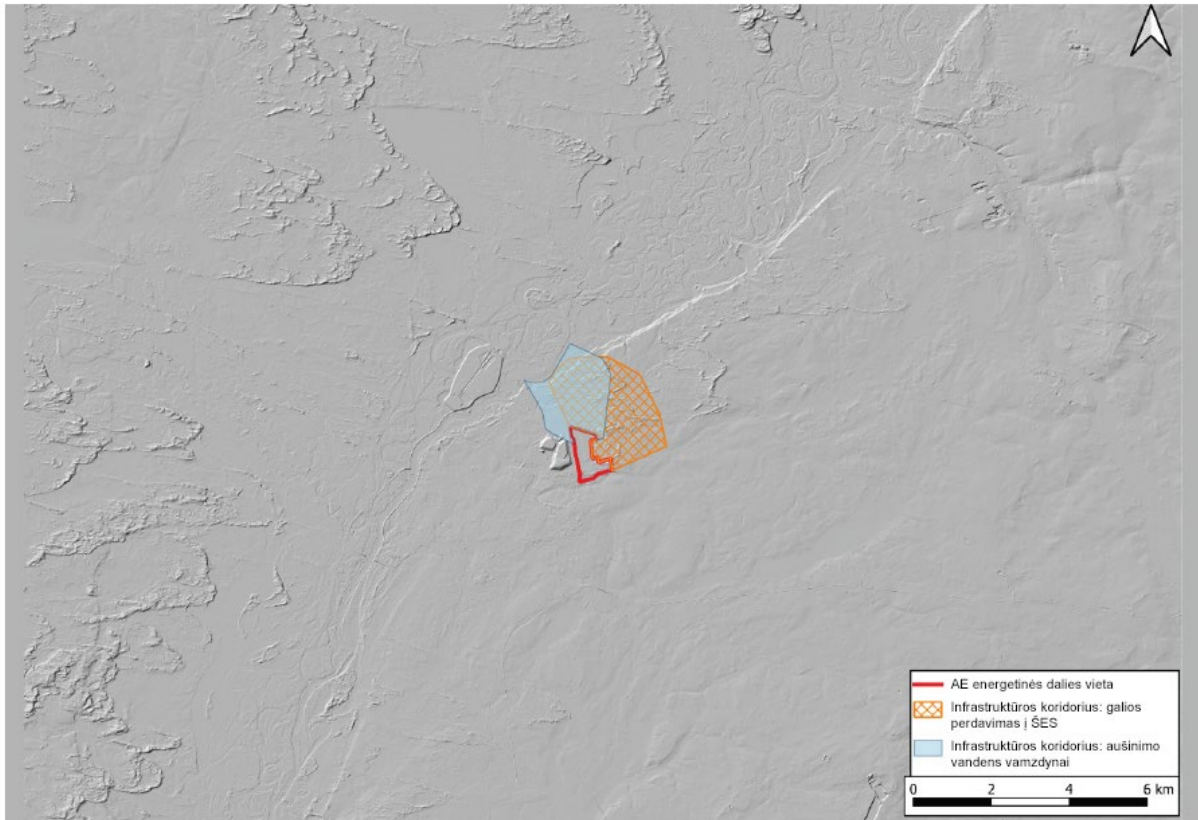 AE energetinės dalies vieta
Infrastruktūros koridorius: galios
perdavimas į ŠES
Infrastruktūros koridorius: aušinimo
vandens vamzdynai
0 2 4 6 km